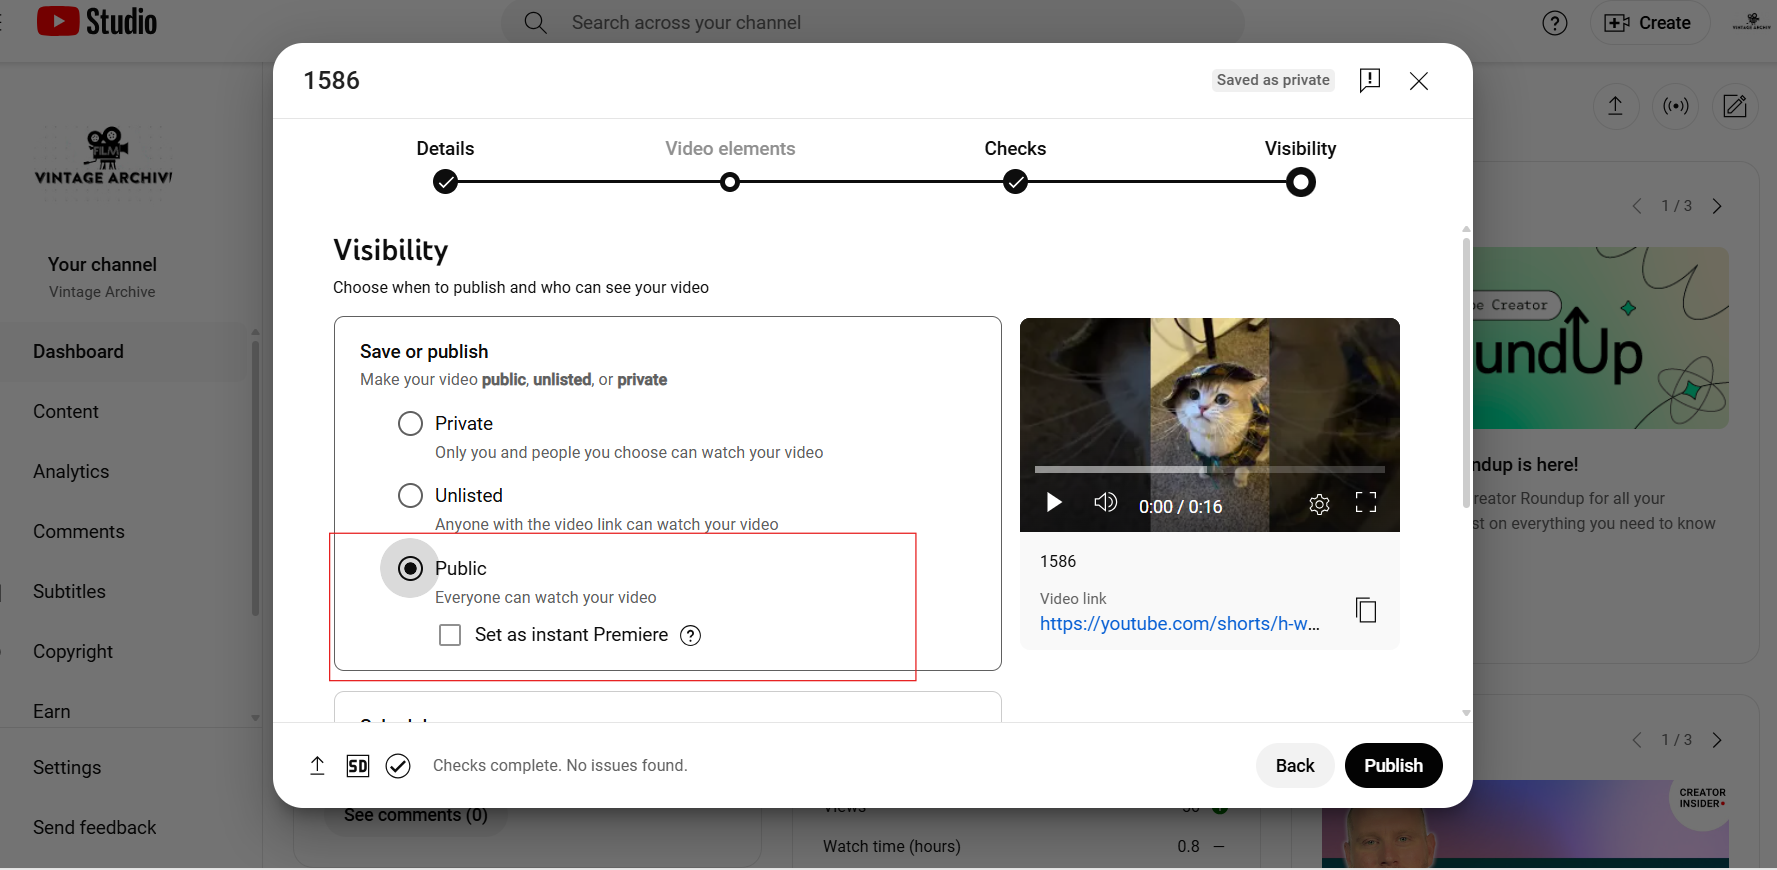 Studio
Search across your channel
Create
1586
Saved as private
Details
Video elements
Checks
Visibility
FILM
VINTAGE ARCHIV
Your channel
Vintage Archive
Dashboard
Content
Analytics
Comments
Subtitles
Copyright
Earn
Settings
Send feedback
Visibility
Choose when to publish and who can see your video
Save or publish
Make your video public, unlisted, or private
Private
Only you and people you choose can watch your video
Unlisted
Anyone with the video link can watch your video
Public
Everyone can watch your video
Set as instant Premiere
0:00 / 0:16
1586
Video link
https://youtube.com/shorts/h-w...
SD
Checks complete. No issues found.
Back
Publish
1 / 3
be Creator
undUp
ndup is here!
reator Roundup for all your
st on everything you need to know
1 / 3
CREATOR
INSIDER
See comments (0)
Watch time (hours)
0.8 —